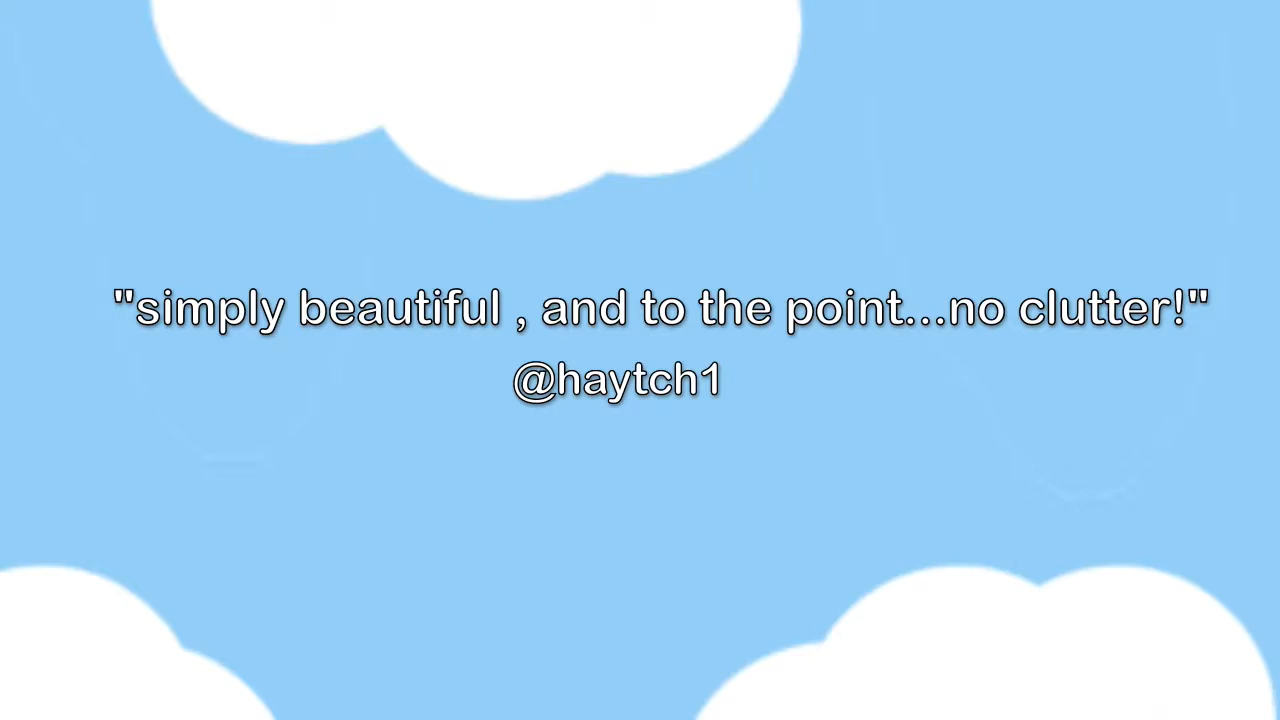 "simply beautiful , and to the point...no clutter!"
@haytch1